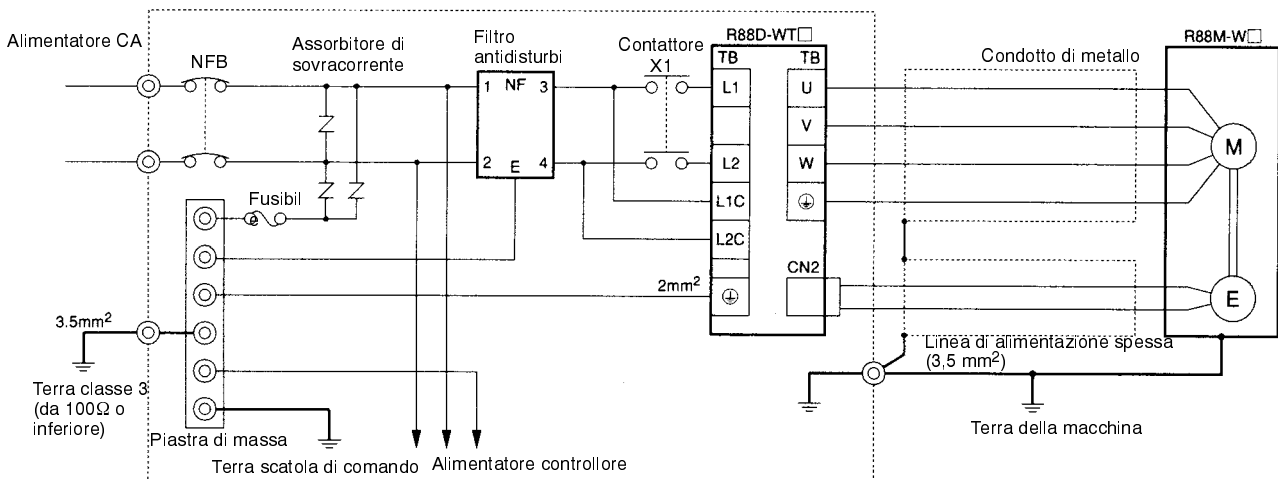 Alimentatore CA
NFB
Assorbitore di
sovracorrente
Filtro
antidisturbi
Contattore
X1
R88D-WT□
Condotto di metallo
R88M-W□
TB
TB
1
NF
3
L1
U
V
M
2
E
4
L2
W
Fusibil
L1C
L2C
CN2
2mm²
E
3.5mm²
Linea di alimentazione spessa
(3,5 mm²)
Terra classe 3
(da 100Ω o
inferiore)
Piastra di massa
Terra della macchina
Terra scatola di comando
Alimentatore controllore